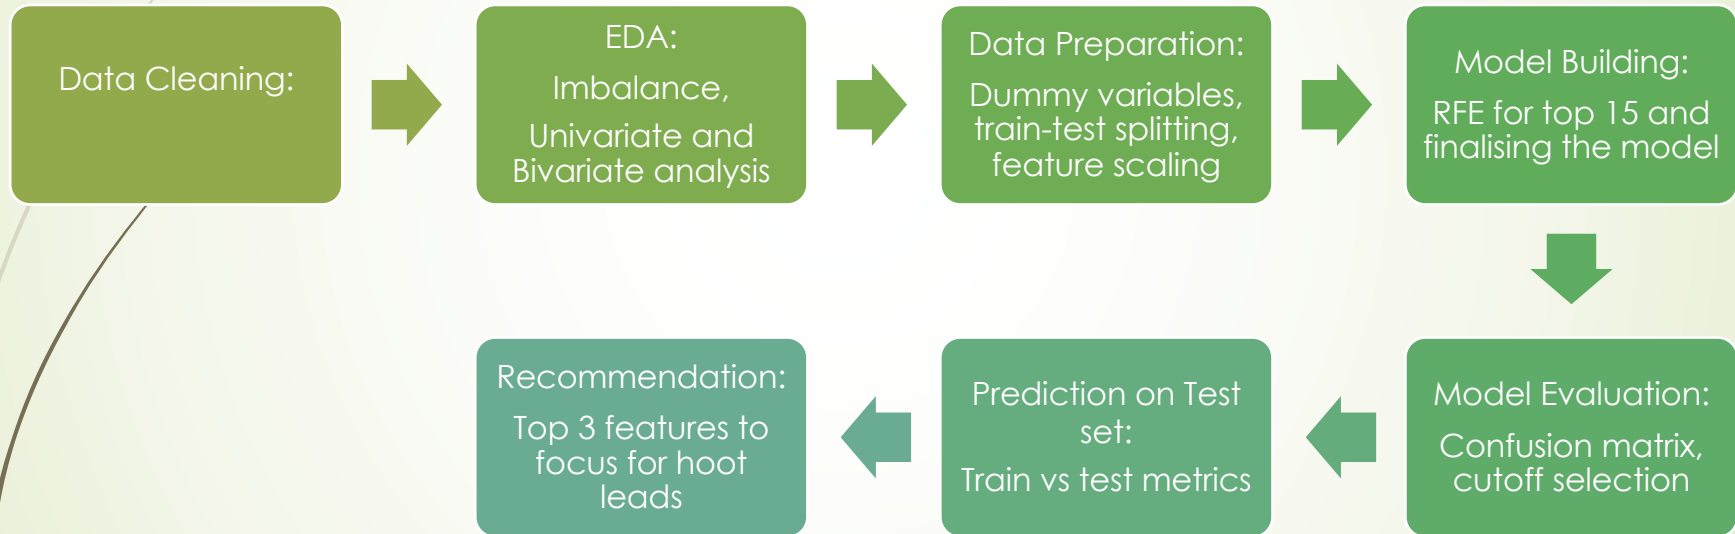 Data Cleaning:
EDA:
Imbalance,
Univariate and
Bivariate analysis
Data Preparation:
Dummy variables,
train-test splitting,
feature scaling
Model Building:
RFE for top 15 and
finalising the model
Model Evaluation:
Confusion matrix,
cutoff selection
Prediction on Test
set:
Train vs test metrics
Recommendation:
Top 3 features to
focus for hoot
leads